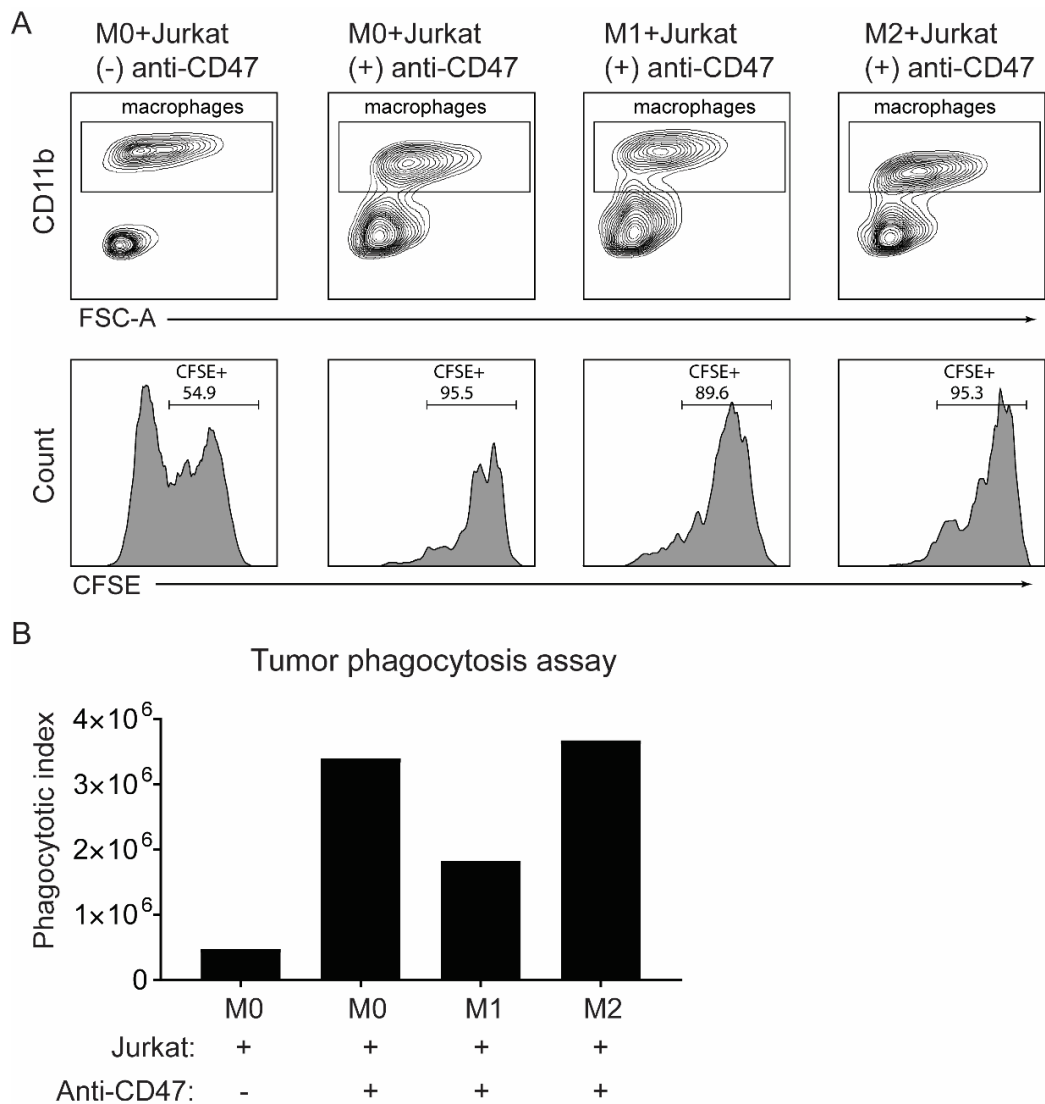 A
M0+Jurkat
(-) anti-CD47
M0+Jurkat
(+) anti-CD47
M1+Jurkat
(+) anti-CD47
M2+Jurkat
(+) anti-CD47
macrophages
macrophages
macrophages
macrophages
CD11b
FSC-A
CFSE+
54.9
CFSE+
95.5
CFSE+
89.6
CFSE+
95.3
Count
CFSE
B
Tumor phagocytosis assay
Phagocytotic index
4×10⁶
3×10⁶
2×10⁶
1×10⁶
0
M0 M0 M1 M2
Jurkat: + + + +
Anti-CD47: - + + +